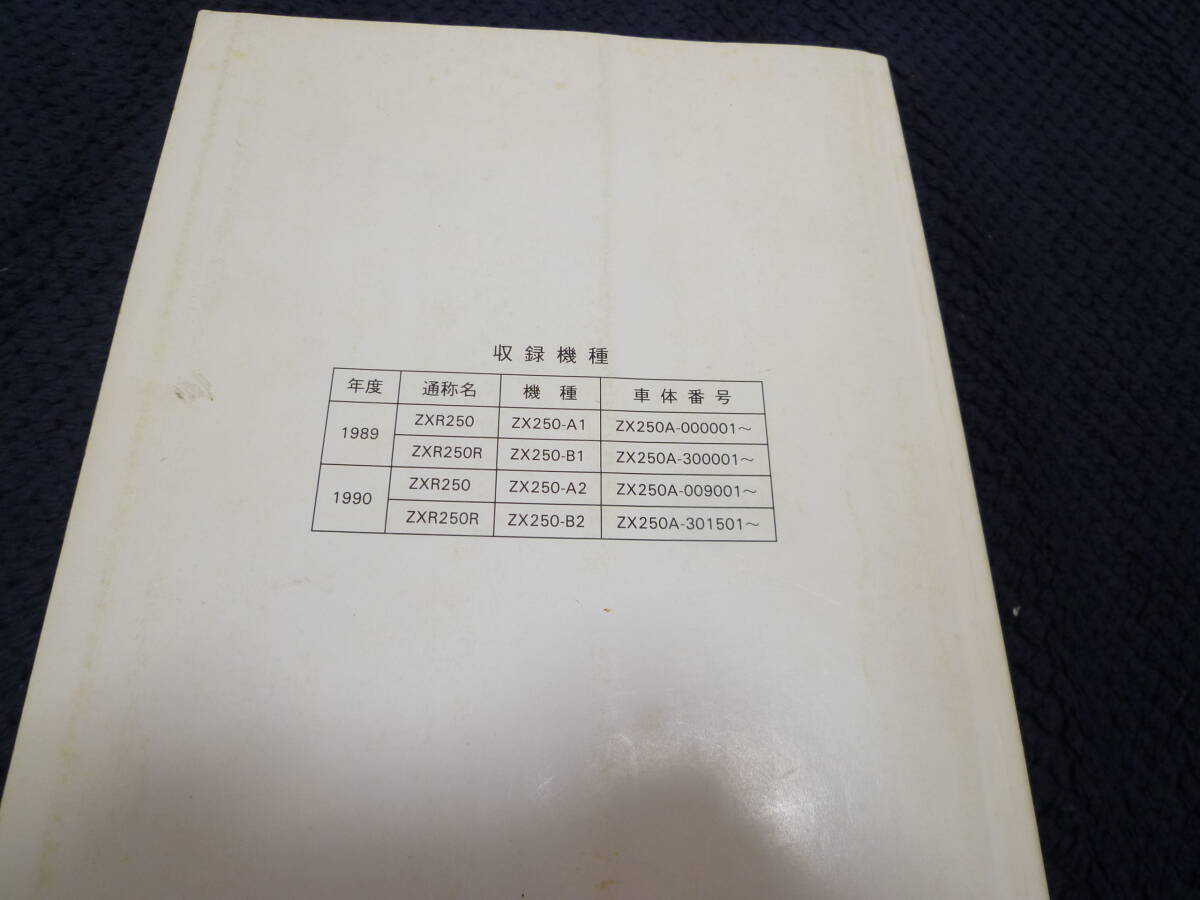 収録機種
年度 通称名 機種 車体番号
1989 ZXR250 ZX250-A1 ZX250A-000001～
ZXR250R ZX250-B1 ZX250A-300001～
1990 ZXR250 ZX250-A2 ZX250A-009001～
ZXR250R ZX250-B2 ZX250A-301501～